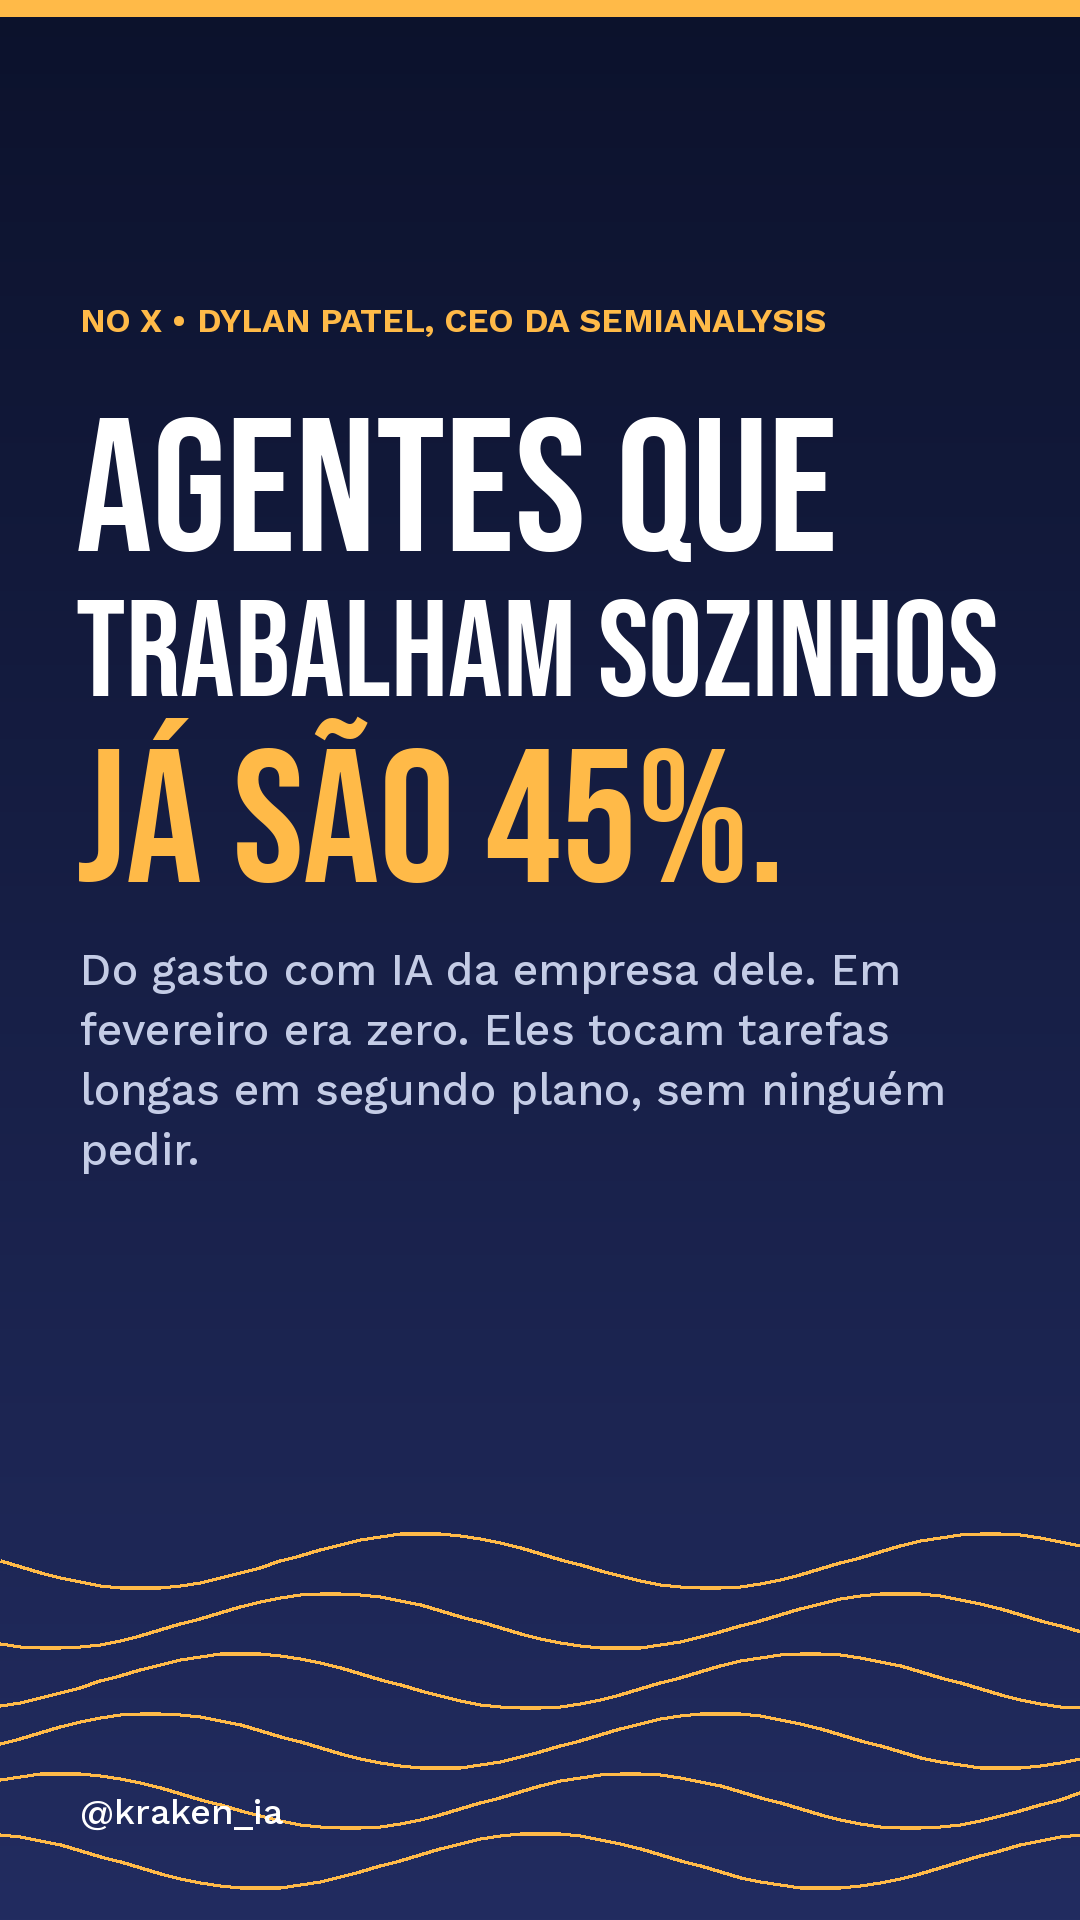 NO X • DYLAN PATEL, CEO DA SEMIANALYSIS
AGENTES QUE
TRABALHAM SOZINHOS
JÁ SÃO 45%.
Do gasto com IA da empresa dele. Em
fevereiro era zero. Eles tocam tarefas
longas em segundo plano, sem ninguém
pedir.
@kraken_ia